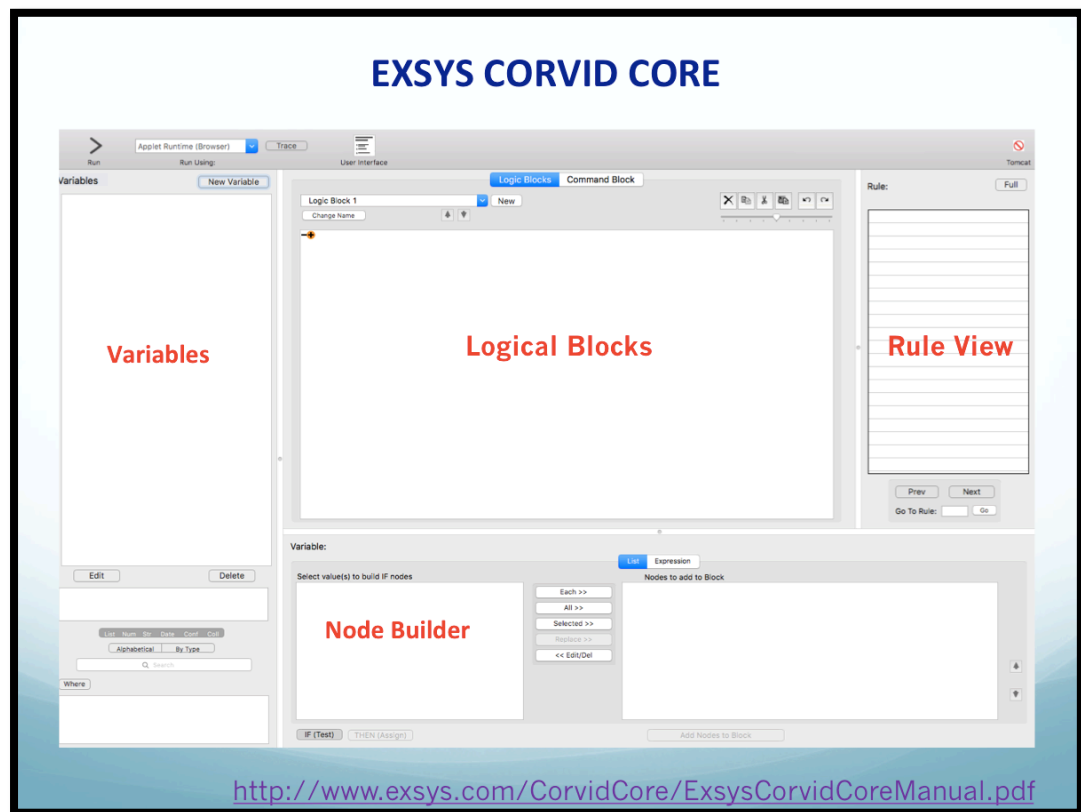 EXSYS CORVID CORE
Applet Runtime (Browser) Trace
Run Run Using: User Interface Tomcat
Variables New Variable
Logic Blocks Command Block
Rule: Full
Logic Block 1 New
Change Name
Variables
Logical Blocks
Rule View
Prev Next
Go To Rule: Go
Variable:
List Expression
Edit Delete
Select value(s) to build IF nodes Nodes to add to Block
Each >>
All >>
Selected >>
Replace >>
<< Edit/Del
Node Builder
List Num Str Date Conf Coll
Alphabetical By Type
Search
Where
IF (Test) THEN (Assign) Add Nodes to Block
http://www.exsys.com/CorvidCore/ExsysCorvidCoreManual.pdf